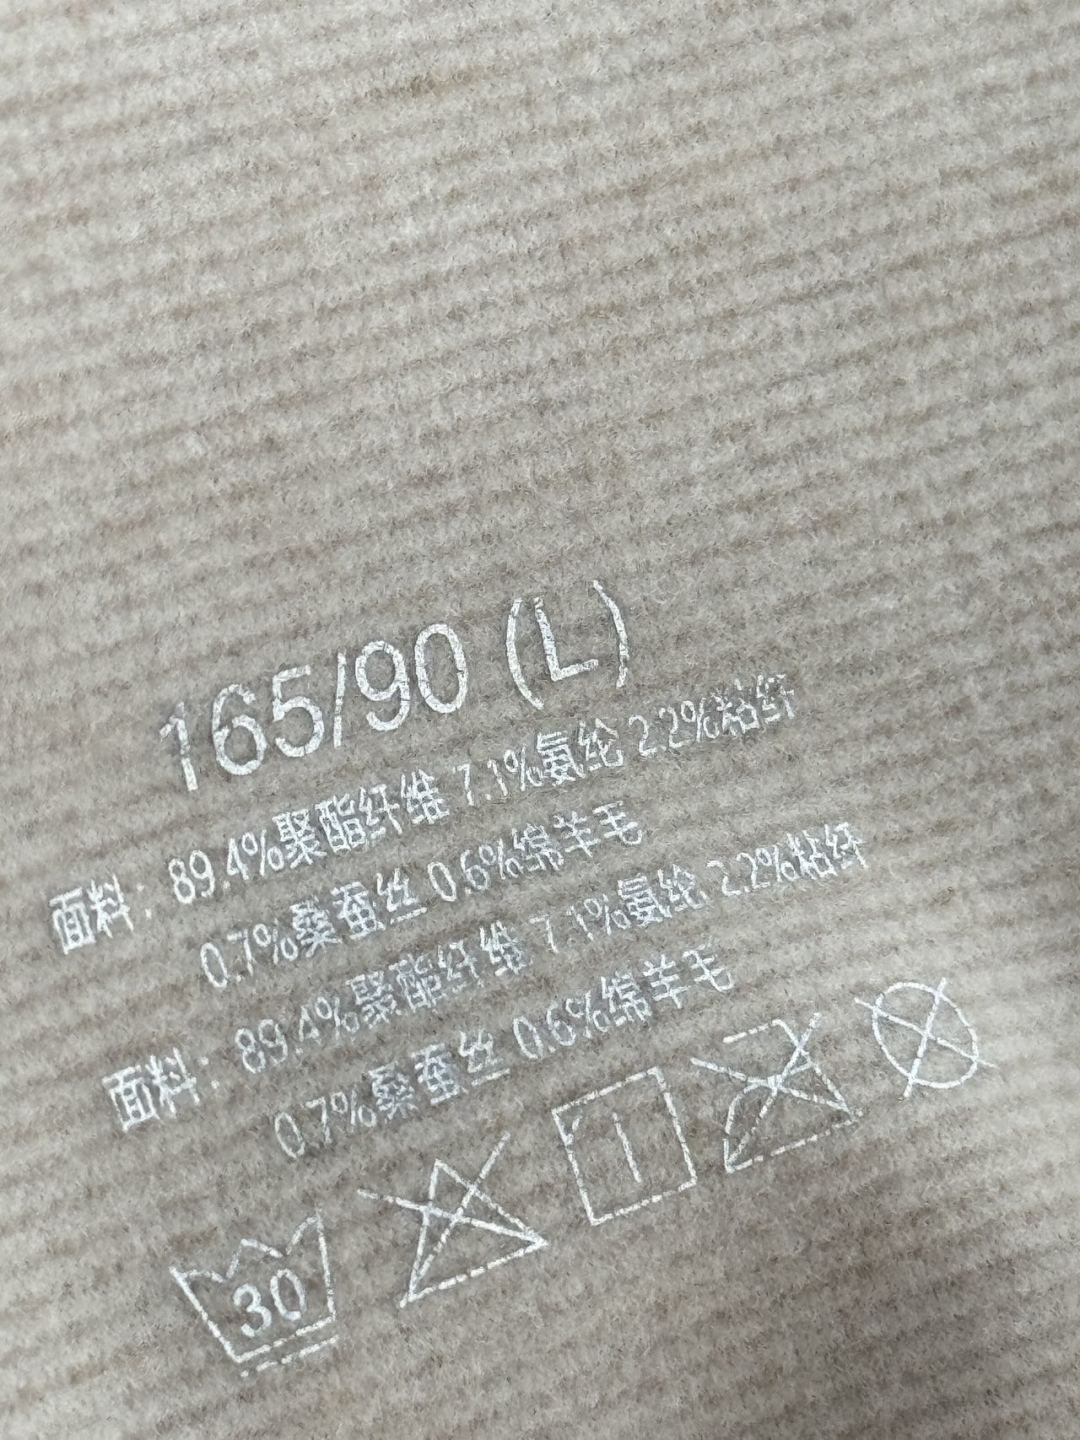 165/90 (L)
面料: 89.4%聚酯纤维 7.1%氨纶 2.2%粘纤
0.7%桑蚕丝 0.6%绵羊毛
面料: 89.4%聚酯纤维 7.1%氨纶 2.2%粘纤
0.7%桑蚕丝 0.6%绵羊毛
30